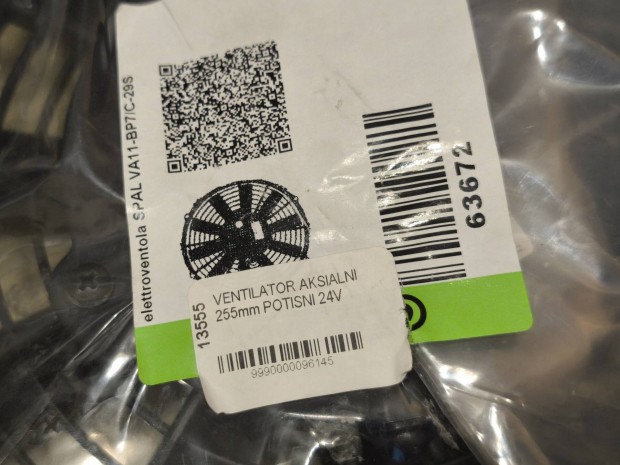 elettroventola SPAL VA11-BP7/C-29S
63672
13555
VENTILATOR AKSIALNI
255mm POTISNI 24V
9990000096145